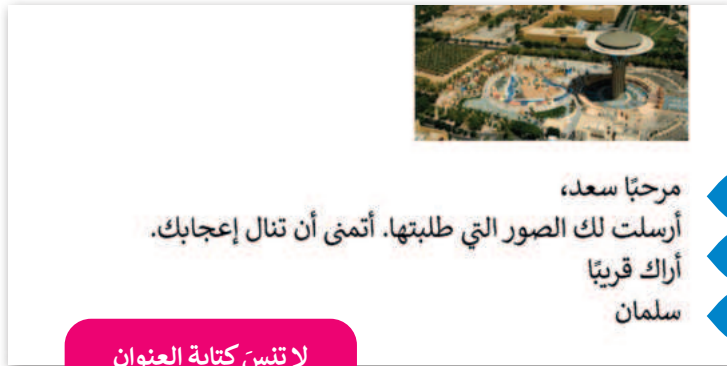 مرحبًا سعد،
أرسلت لك الصور التي طلبتها. أتمنى أن تنال إعجابك.
أراك قريبًا
سلمان
لا تنسَ كتابة العنوان